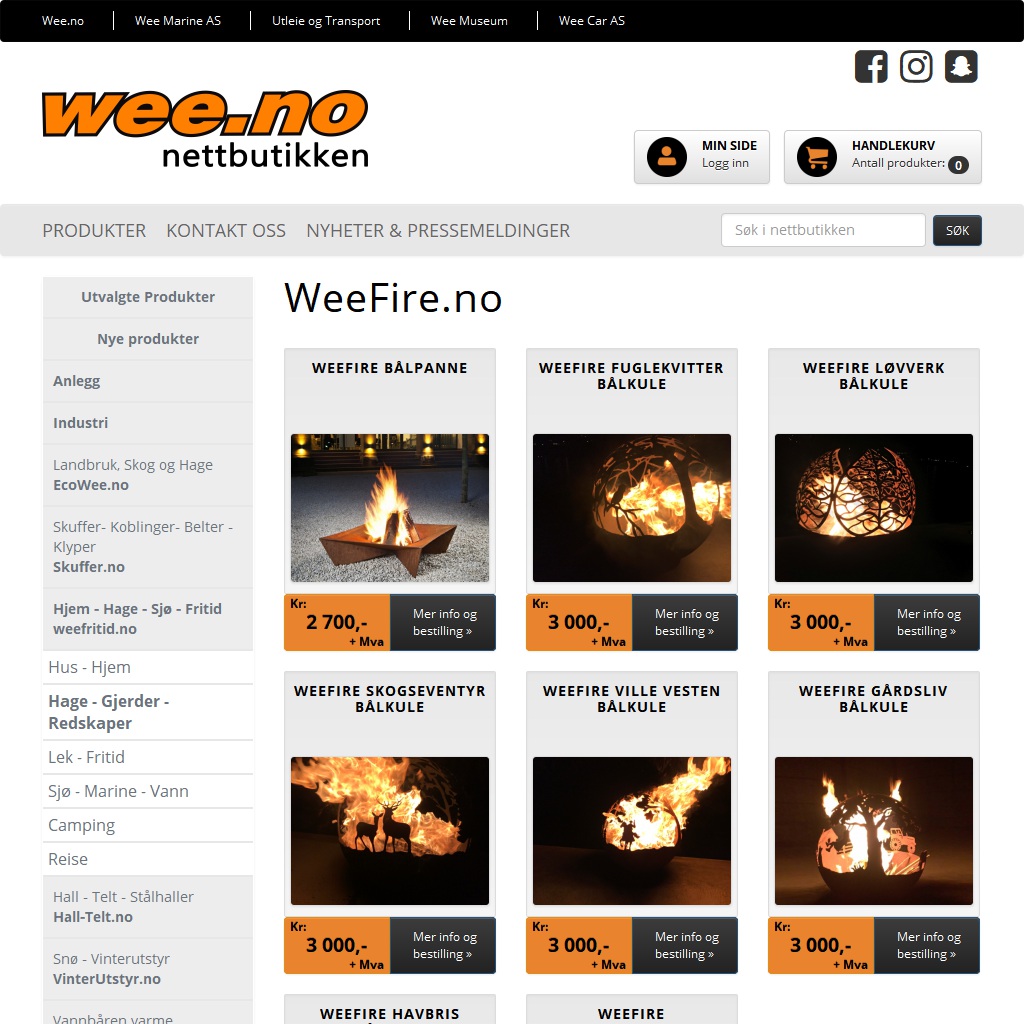 Wee.no
Wee Marine AS
Utleie og Transport
Wee Museum
Wee Car AS
wee.no
nettbutikken
MIN SIDE
Logg inn
HANDLEKURV
Antall produkter: 0
PRODUKTER
KONTAKT OSS
NYHETER & PRESSEMELDINGER
Søk i nettbutikken
SØK
Utvalgte Produkter
Nye produkter
Anlegg
Industri
Landbruk, Skog og Hage
EcoWee.no
Skuffer- Koblinger- Belter -
Klyper
Skuffer.no
Hjem - Hage - Sjø - Fritid
weefritid.no
Hus - Hjem
Hage - Gjerder -
Redskaper
Lek - Fritid
Sjø - Marine - Vann
Camping
Reise
Hall - Telt - Stålhaller
Hall-Telt.no
Snø - Vinterutstyr
VinterUtstyr.no
Vannbåren varme
WeeFire.no
WEEFIRE BÅLPANNE
Kr:
2 700,-
+ Mva
Mer info og
bestilling »
WEEFIRE FUGLEKVITTER
BÅLKULE
Kr:
3 000,-
+ Mva
Mer info og
bestilling »
WEEFIRE LØVVERK
BÅLKULE
Kr:
3 000,-
+ Mva
Mer info og
bestilling »
WEEFIRE SKOGSEVENTYR
BÅLKULE
Kr:
3 000,-
+ Mva
Mer info og
bestilling »
WEEFIRE VILLE VESTEN
BÅLKULE
Kr:
3 000,-
+ Mva
Mer info og
bestilling »
WEEFIRE GÅRDSLIV
BÅLKULE
Kr:
3 000,-
+ Mva
Mer info og
bestilling »
WEEFIRE HAVBRIS
WEEFIRE